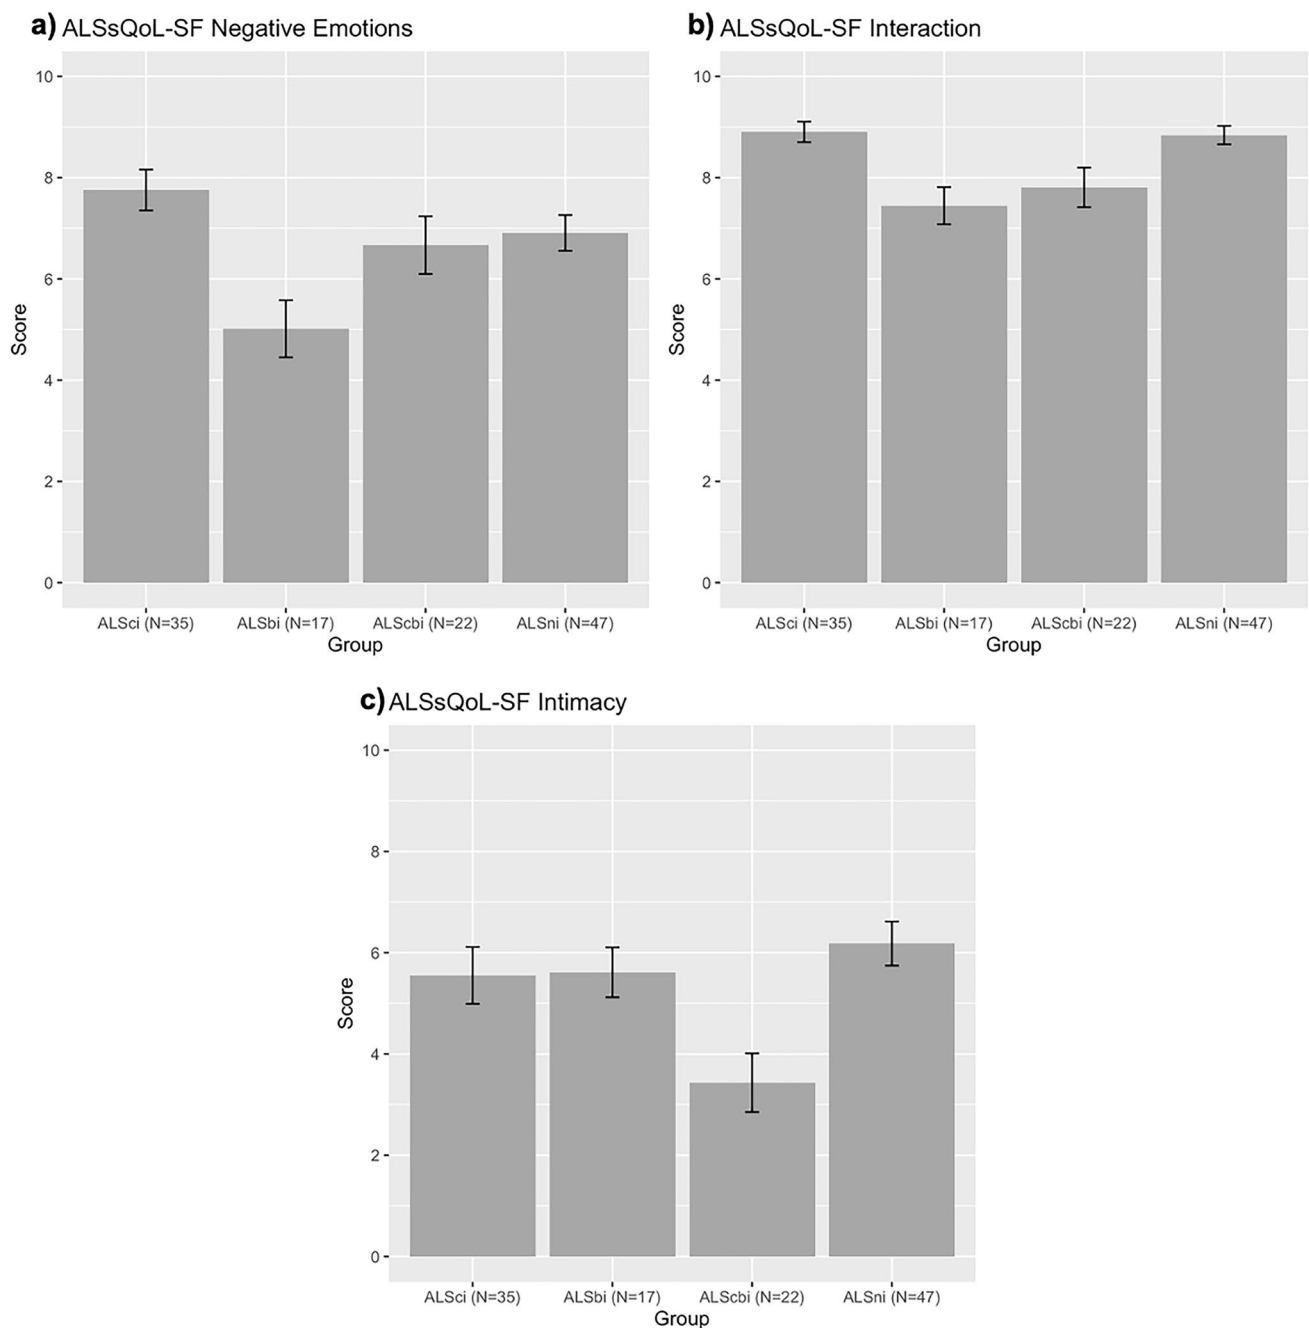 a) ALSsQoL-SF Negative Emotions
10
8
6
4
2
0
Score
ALSci (N=35) ALSbi (N=17) ALScbi (N=22) ALSni (N=47)
Group
b) ALSsQoL-SF Interaction
10
8
6
4
2
0
Score
ALSci (N=35) ALSbi (N=17) ALScbi (N=22) ALSni (N=47)
Group
c) ALSsQoL-SF Intimacy
10
8
6
4
2
0
Score
ALSci (N=35) ALSbi (N=17) ALScbi (N=22) ALSni (N=47)
Group